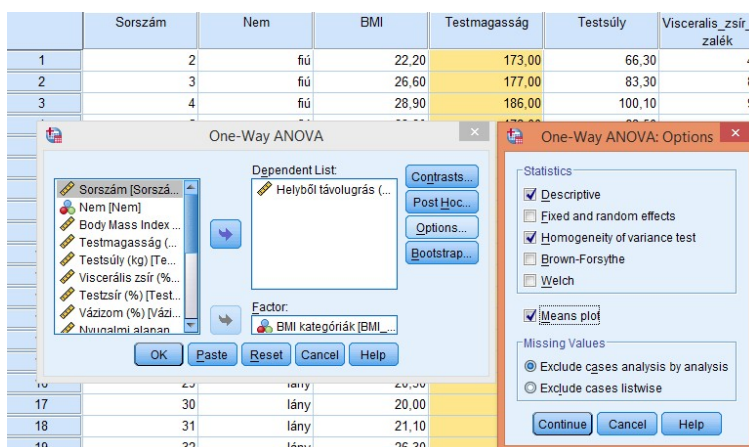 Sorszám Nem BMI Testmagasság Testsúly Visceralis_zsír_
zalék
1 2 fiú 22,20 173,00 66,30
2 3 fiú 26,60 177,00 83,30
3 4 fiú 28,90 186,00 100,10
One-Way ANOVA
Sorszám [Sorszá...
Nem [Nem]
Body Mass Index ...
Testmagasság (...
Testsúly (kg) [Te...
Viscerális zsír (%...
Testzsír (%) [Test...
Vázizom (%) [Vázi...
Nyugalmi alapan...
Dependent List:
Helyből távolugrás (...
Factor:
BMI kategóriák [BMI_...
Contrasts...
Post Hoc...
Options...
Bootstrap...
OK Paste Reset Cancel Help
One-Way ANOVA: Options
Statistics
Descriptive
Fixed and random effects
Homogeneity of variance test
Brown-Forsythe
Welch
Means plot
Missing Values
Exclude cases analysis by analysis
Exclude cases listwise
Continue Cancel Help
17 30 lány 20,00
18 31 lány 21,10